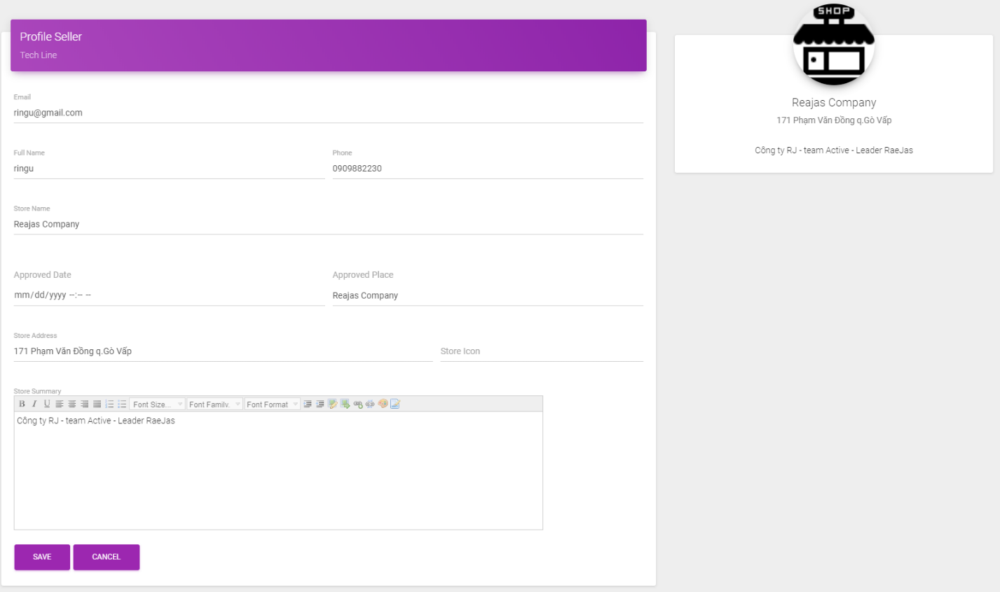 Profile Seller
Tech Line
Email
ringu@gmail.com
Full Name
Phone
ringu
0909882230
Store Name
Reajas Company
Approved Date
Approved Place
mm/dd/yyyy --:-- --
Reajas Company
Store Address
171 Phạm Văn Đồng q.Gò Vấp
Store Icon
Store Summary
B I U Font Size... Font Family. Font Format
Công ty RJ - team Active - Leader RaeJas
SAVE
CANCEL
SHOP
Reajas Company
171 Phạm Văn Đồng q.Gò Vấp
Công ty RJ - team Active - Leader RaeJas